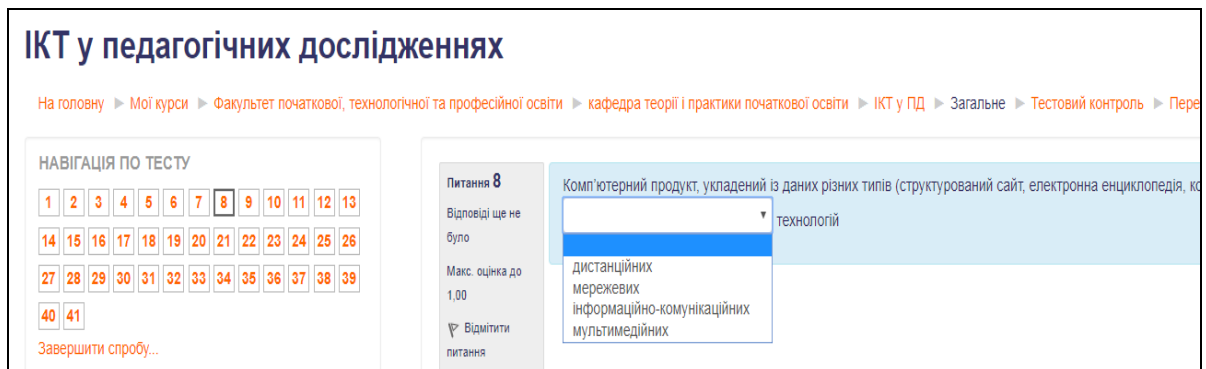 ІКТ у педагогічних дослідженнях
На головну ▶ Мої курси ▶ Факультет початкової, технологічної та професійної освіти ▶ кафедра теорії і практики початкової освіти ▶ ІКТ у ПД ▶ Загальне ▶ Тестовий контроль ▶ Пере
НАВІГАЦІЯ ПО ТЕСТУ
1 2 3 4 5 6 7 8 9 10 11 12 13
14 15 16 17 18 19 20 21 22 23 24 25 26
27 28 29 30 31 32 33 34 35 36 37 38 39
40 41
Завершити спробу...
Питання 8
Відповіді ще не
було
Макс. оцінка до
1,00
Відмітити
питання
Комп'ютерний продукт, укладений із даних різних типів (структурований сайт, електронна енциклопедія, ко
технологій
дистанційних
мережевих
інформаційно-комунікаційних
мультимедійних